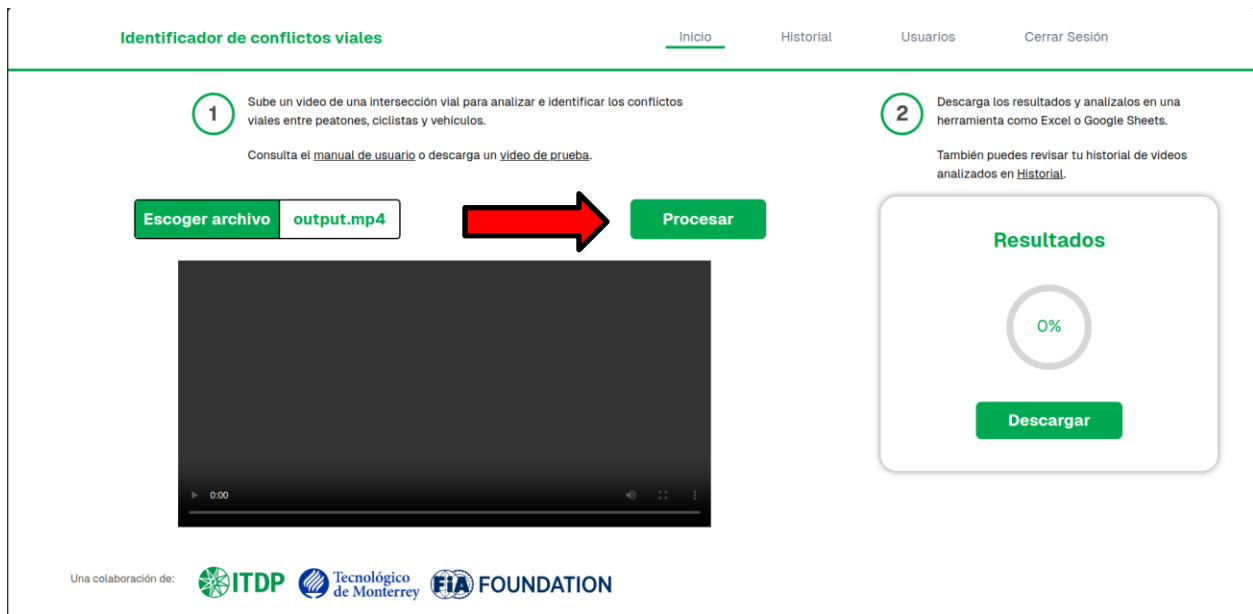 Identificador de conflictos viales
Inicio
Historial
Usuarios
Cerrar Sesión
1
Sube un video de una intersección vial para analizar e identificar los conflictos
viales entre peatones, ciclistas y vehículos.
Consulta el manual de usuario o descarga un video de prueba.
2
Descarga los resultados y analízalos en una
herramienta como Excel o Google Sheets.
También puedes revisar tu historial de videos
analizados en Historial.
Escoger archivo
output.mp4
Procesar
Resultados
0%
Descargar
0:00
Una colaboración de:
ITDP
Tecnológico
de Monterrey
FiA FOUNDATION